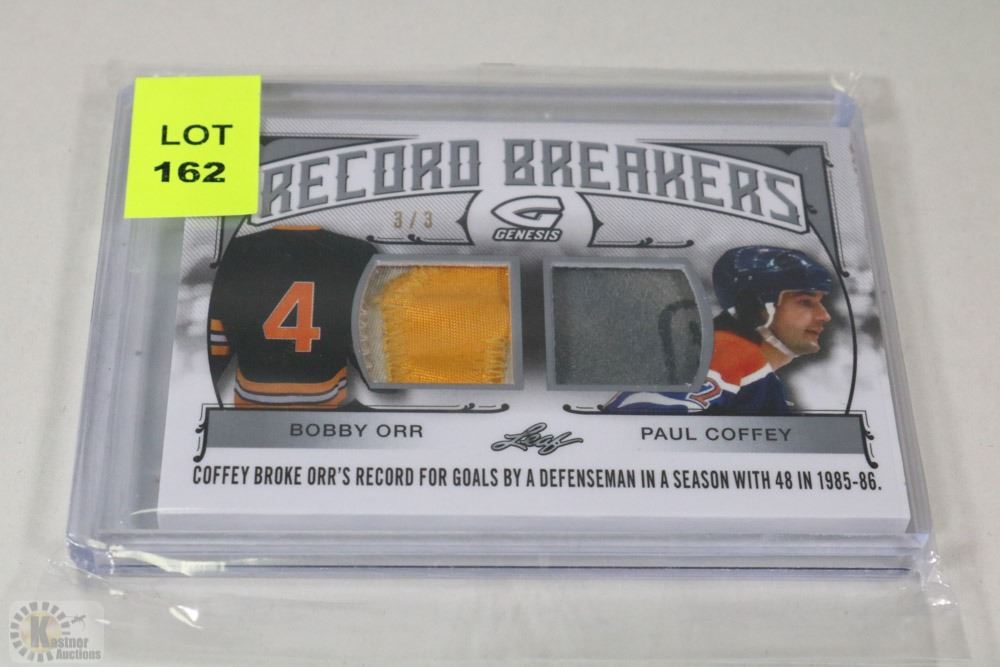 LOT
162
RECORD BREAKERS
3 / 3
G
GENESIS
4
7
BOBBY ORR
Leaf
PAUL COFFEY
COFFEY BROKE ORR'S RECORD FOR GOALS BY A DEFENSEMAN IN A SEASON WITH 48 IN 1985-86.
Kastner
Auctions